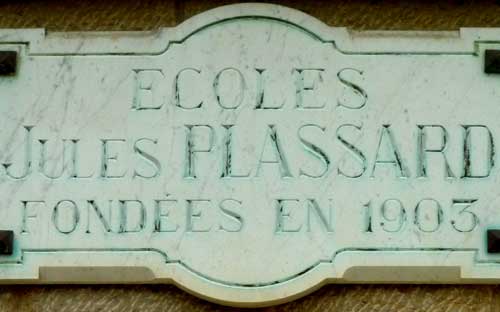 ECOLES
JULES PLASSARD
FONDÉES EN 1903